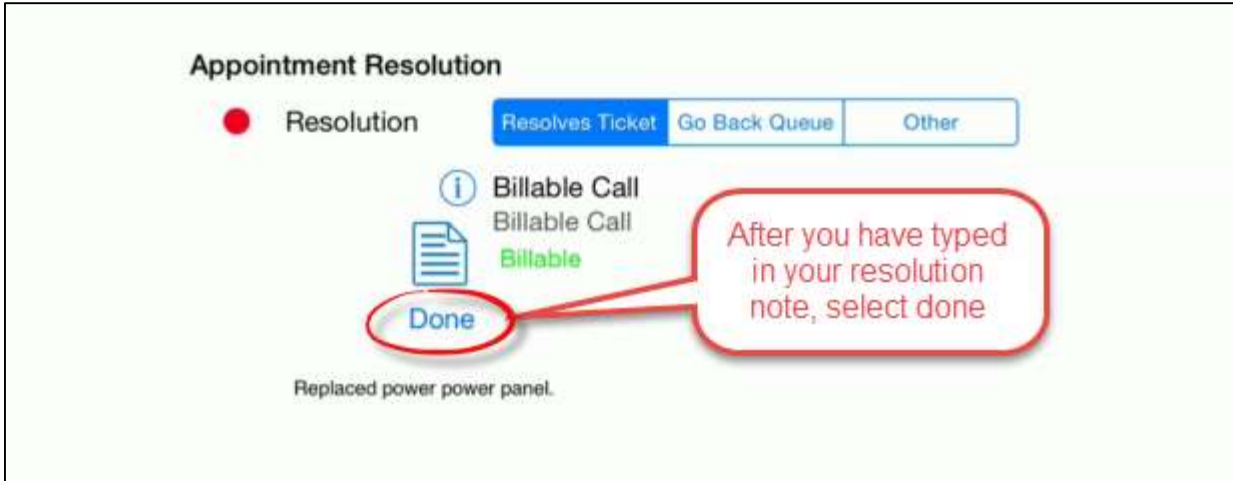 Appointment Resolution
Resolution Resolves Ticket Go Back Queue Other
i Billable Call
Billable Call
Billable
Done
After you have typed
in your resolution
note, select done
Replaced power power panel.